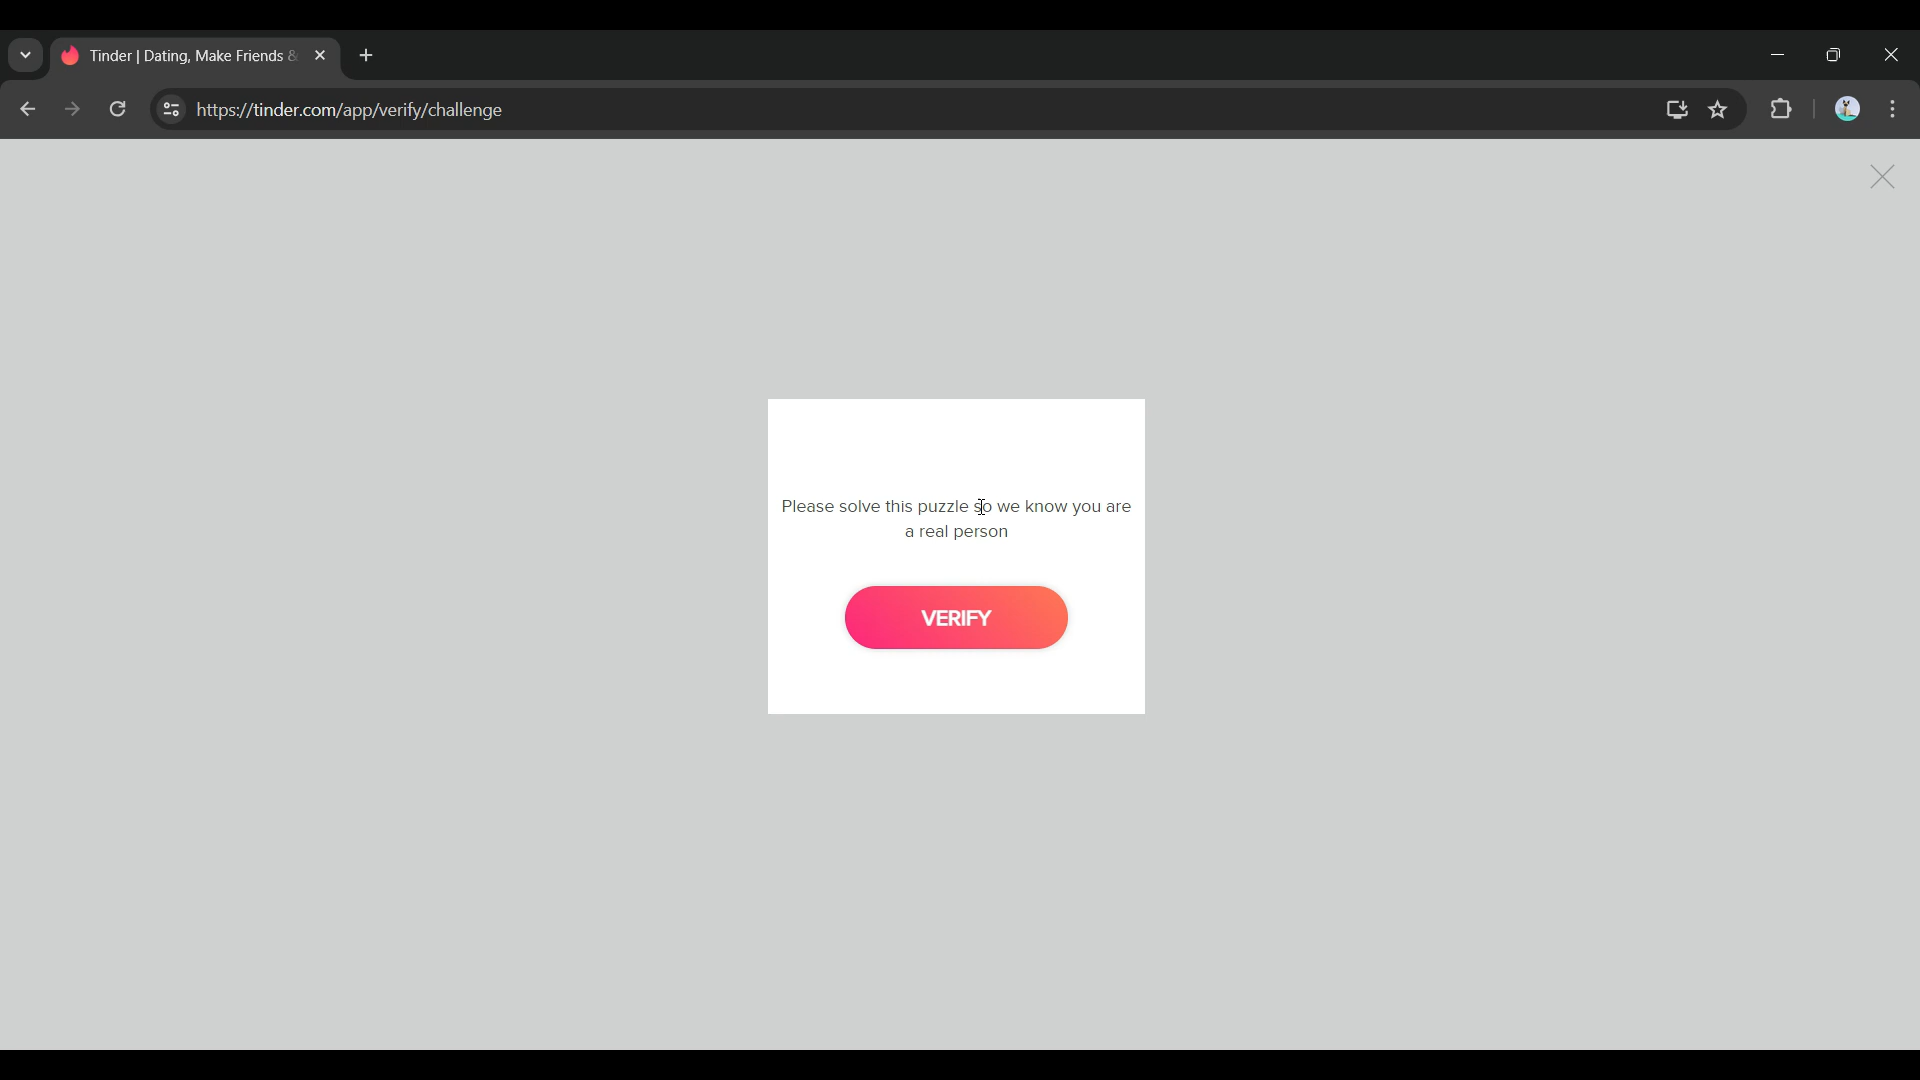 Tinder | Dating, Make Friends &
https://tinder.com/app/verify/challenge
Please solve this puzzle so we know you are
a real person
VERIFY